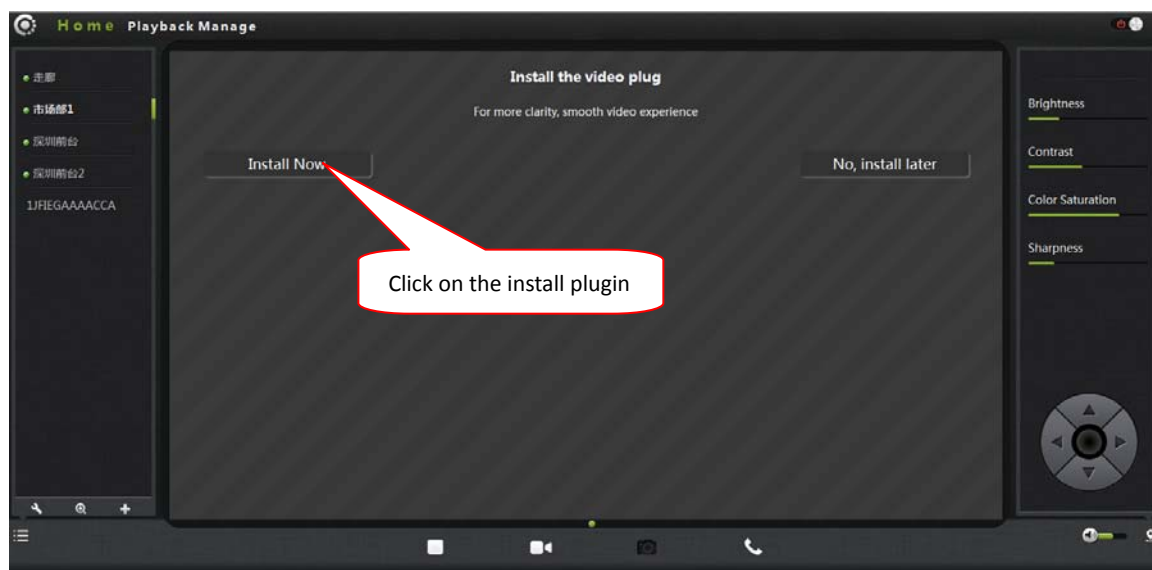 Home Playback Manage
走廊
市场部1
深圳前台
深圳前台2
1JFIEGAAAACCA
Install the video plug
For more clarity, smooth video experience
Install Now
No, install later
Click on the install plugin
Brightness
Contrast
Color Saturation
Sharpness